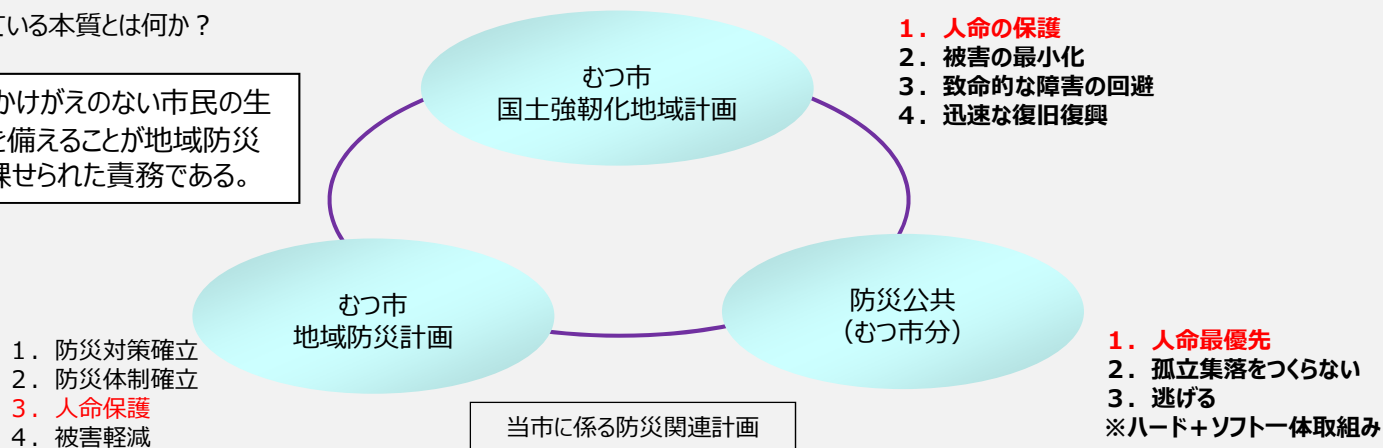 ている本質とは何か？
かけがえのない市民の生
を備えることが地域防災
課せられた責務である。
むつ市
国土強靭化地域計画
１．人命の保護
２．被害の最小化
３．致命的な障害の回避
４．迅速な復旧復興
むつ市
地域防災計画
防災公共
（むつ市分）
１．防災対策確立
２．防災体制確立
３．人命保護
４．被害軽減
当市に係る防災関連計画
１．人命最優先
２．孤立集落をつくらない
３．逃げる
※ハード＋ソフト一体取組み